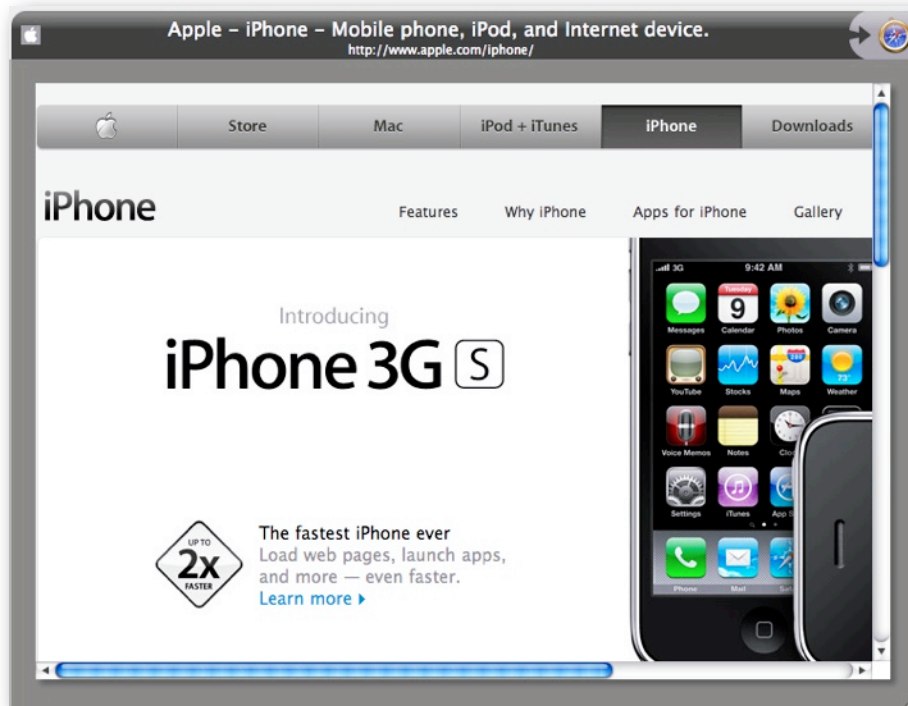 Apple – iPhone – Mobile phone, iPod, and Internet device.
http://www.apple.com/iphone/
Store Mac iPod + iTunes iPhone Downloads
iPhone Features Why iPhone Apps for iPhone Gallery
Introducing
iPhone 3G S
3G 9:42 AM
Tuesday
9
Messages Calendar Photos Camera
280
73°
YouTube Stocks Maps Weather
Voice Memos Notes
Settings iTunes App S
Phone Mail
UP TO
2x
FASTER
The fastest iPhone ever
Load web pages, launch apps,
and more — even faster.
Learn more